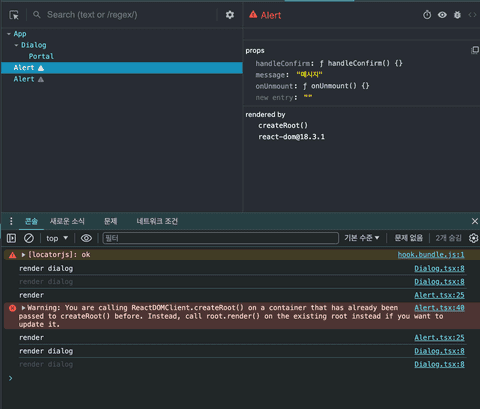 Search (text or /regex/)
Alert
App
Dialog
Portal
Alert
Alert
props
handleConfirm: ƒ handleConfirm() {}
message: "메시지"
onUnmount: ƒ onUnmount() {}
new entry: ""
rendered by
createRoot()
react-dom@18.3.1
콘솔 새로운 소식 문제 네트워크 조건
top 필터 기본 수준 문제 없음 2개 숨김
[locatorjs]: ok hook.bundle.js:1
render dialog Dialog.tsx:8
render dialog Dialog.tsx:8
render Alert.tsx:25
Warning: You are calling ReactDOMClient.createRoot() on a container that has already been Alert.tsx:40
passed to createRoot() before. Instead, call root.render() on the existing root instead if you want to
update it.
render Alert.tsx:25
render dialog Dialog.tsx:8
render dialog Dialog.tsx:8